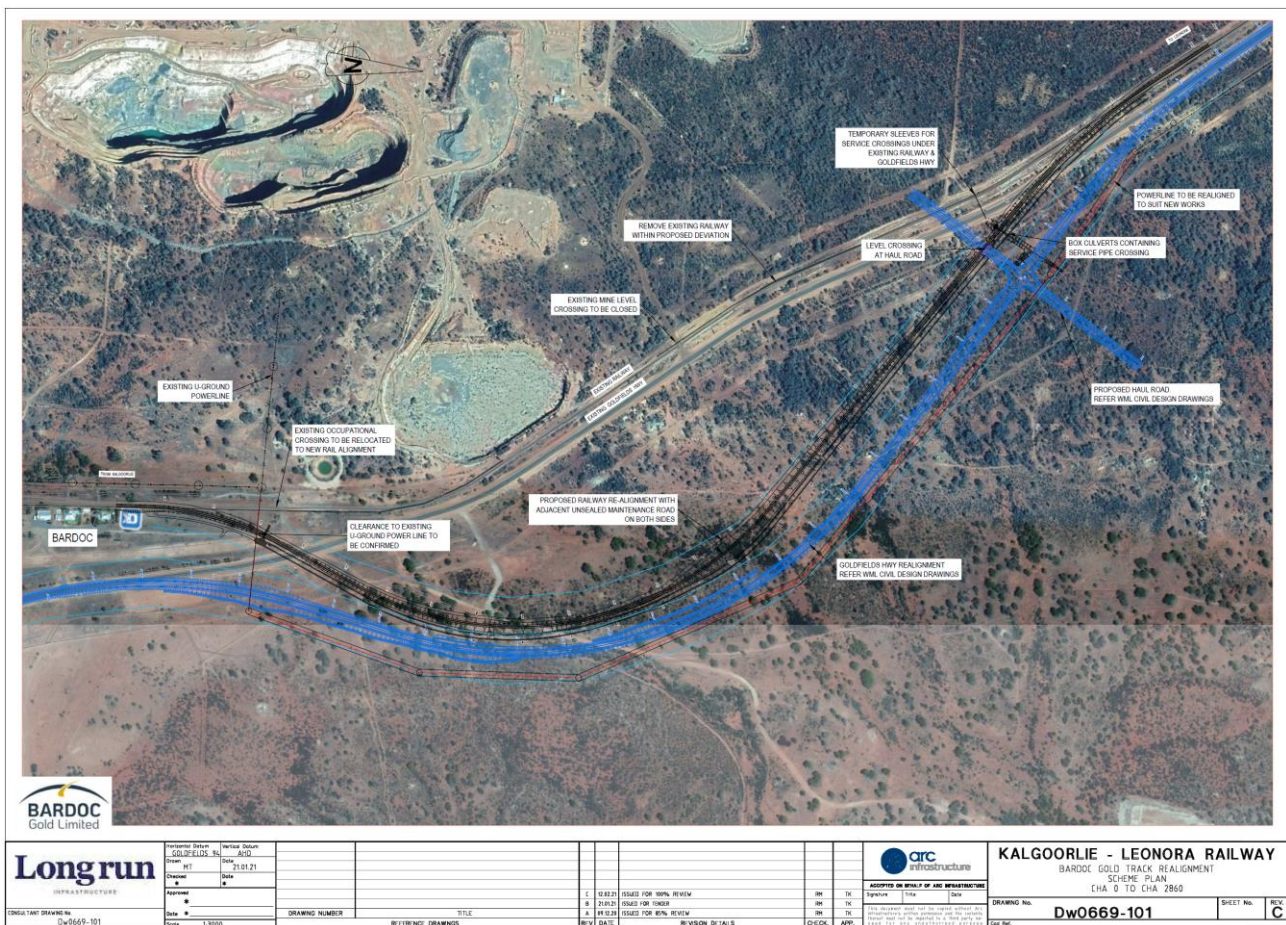 N
TO LEONORA
TEMPORARY SLEEVES FOR
SERVICE CROSSINGS UNDER
EXISTING RAILWAY &
GOLDFIELDS HWY
POWERLINE TO BE REALIGNED
TO SUIT NEW WORKS
REMOVE EXISTING RAILWAY
WITHIN PROPOSED DEVIATION
LEVEL CROSSING
AT HAUL ROAD
BOX CULVERTS CONTAINING
SERVICE PIPE CROSSING
EXISTING MINE LEVEL
CROSSING TO BE CLOSED
EXISTING RAILWAY
EXISTING GOLDFIELDS HWY
EXISTING U-GROUND
POWERLINE
PROPOSED HAUL ROAD.
REFER WML CIVIL DESIGN DRAWINGS
EXISTING OCCUPATIONAL
CROSSING TO BE RELOCATED
TO NEW RAIL ALIGNMENT
BARDOC
PROPOSED RAILWAY RE-ALIGNMENT WITH
ADJACENT UNSEALED MAINTENANCE ROAD
ON BOTH SIDES
CLEARANCE TO EXISTING
U-GROUND POWER LINE TO
BE CONFIRMED
GOLDFIELDS HWY REALIGNMENT
REFER WML CIVIL DESIGN DRAWINGS
BARDOC
Gold Limited
Longrun
INFRASTRUCTURE
CONSULTANT DRAWING No.
Dw0669-101
Horizontal Datum
GOLDFIELDS 94
Vertical Datum
AHD
Drawn
MT
Date
21.01.21
Checked
*
Date
*
Approved
*
Date *
Scale 1:3000
DRAWING NUMBER TITLE
REFERENCE DRAWINGS
C 12.02.21 ISSUED FOR 100% REVIEW RM TK
B 21.01.21 ISSUED FOR TENDER RM TK
A 09.12.20 ISSUED FOR 85% REVIEW RM TK
REV DATE REVISION DETAILS CHECK. APP.
arc
infrastructure
ACCEPTED ON BEHALF OF ARC INFRASTRUCTURE
Signature Title Date
KALGOORLIE - LEONORA RAILWAY
BARDOC GOLD TRACK REALIGNMENT
SCHEME PLAN
CHA 0 TO CHA 2860
DRAWING No.
Dw0669-101
SHEET No.
REV.
C